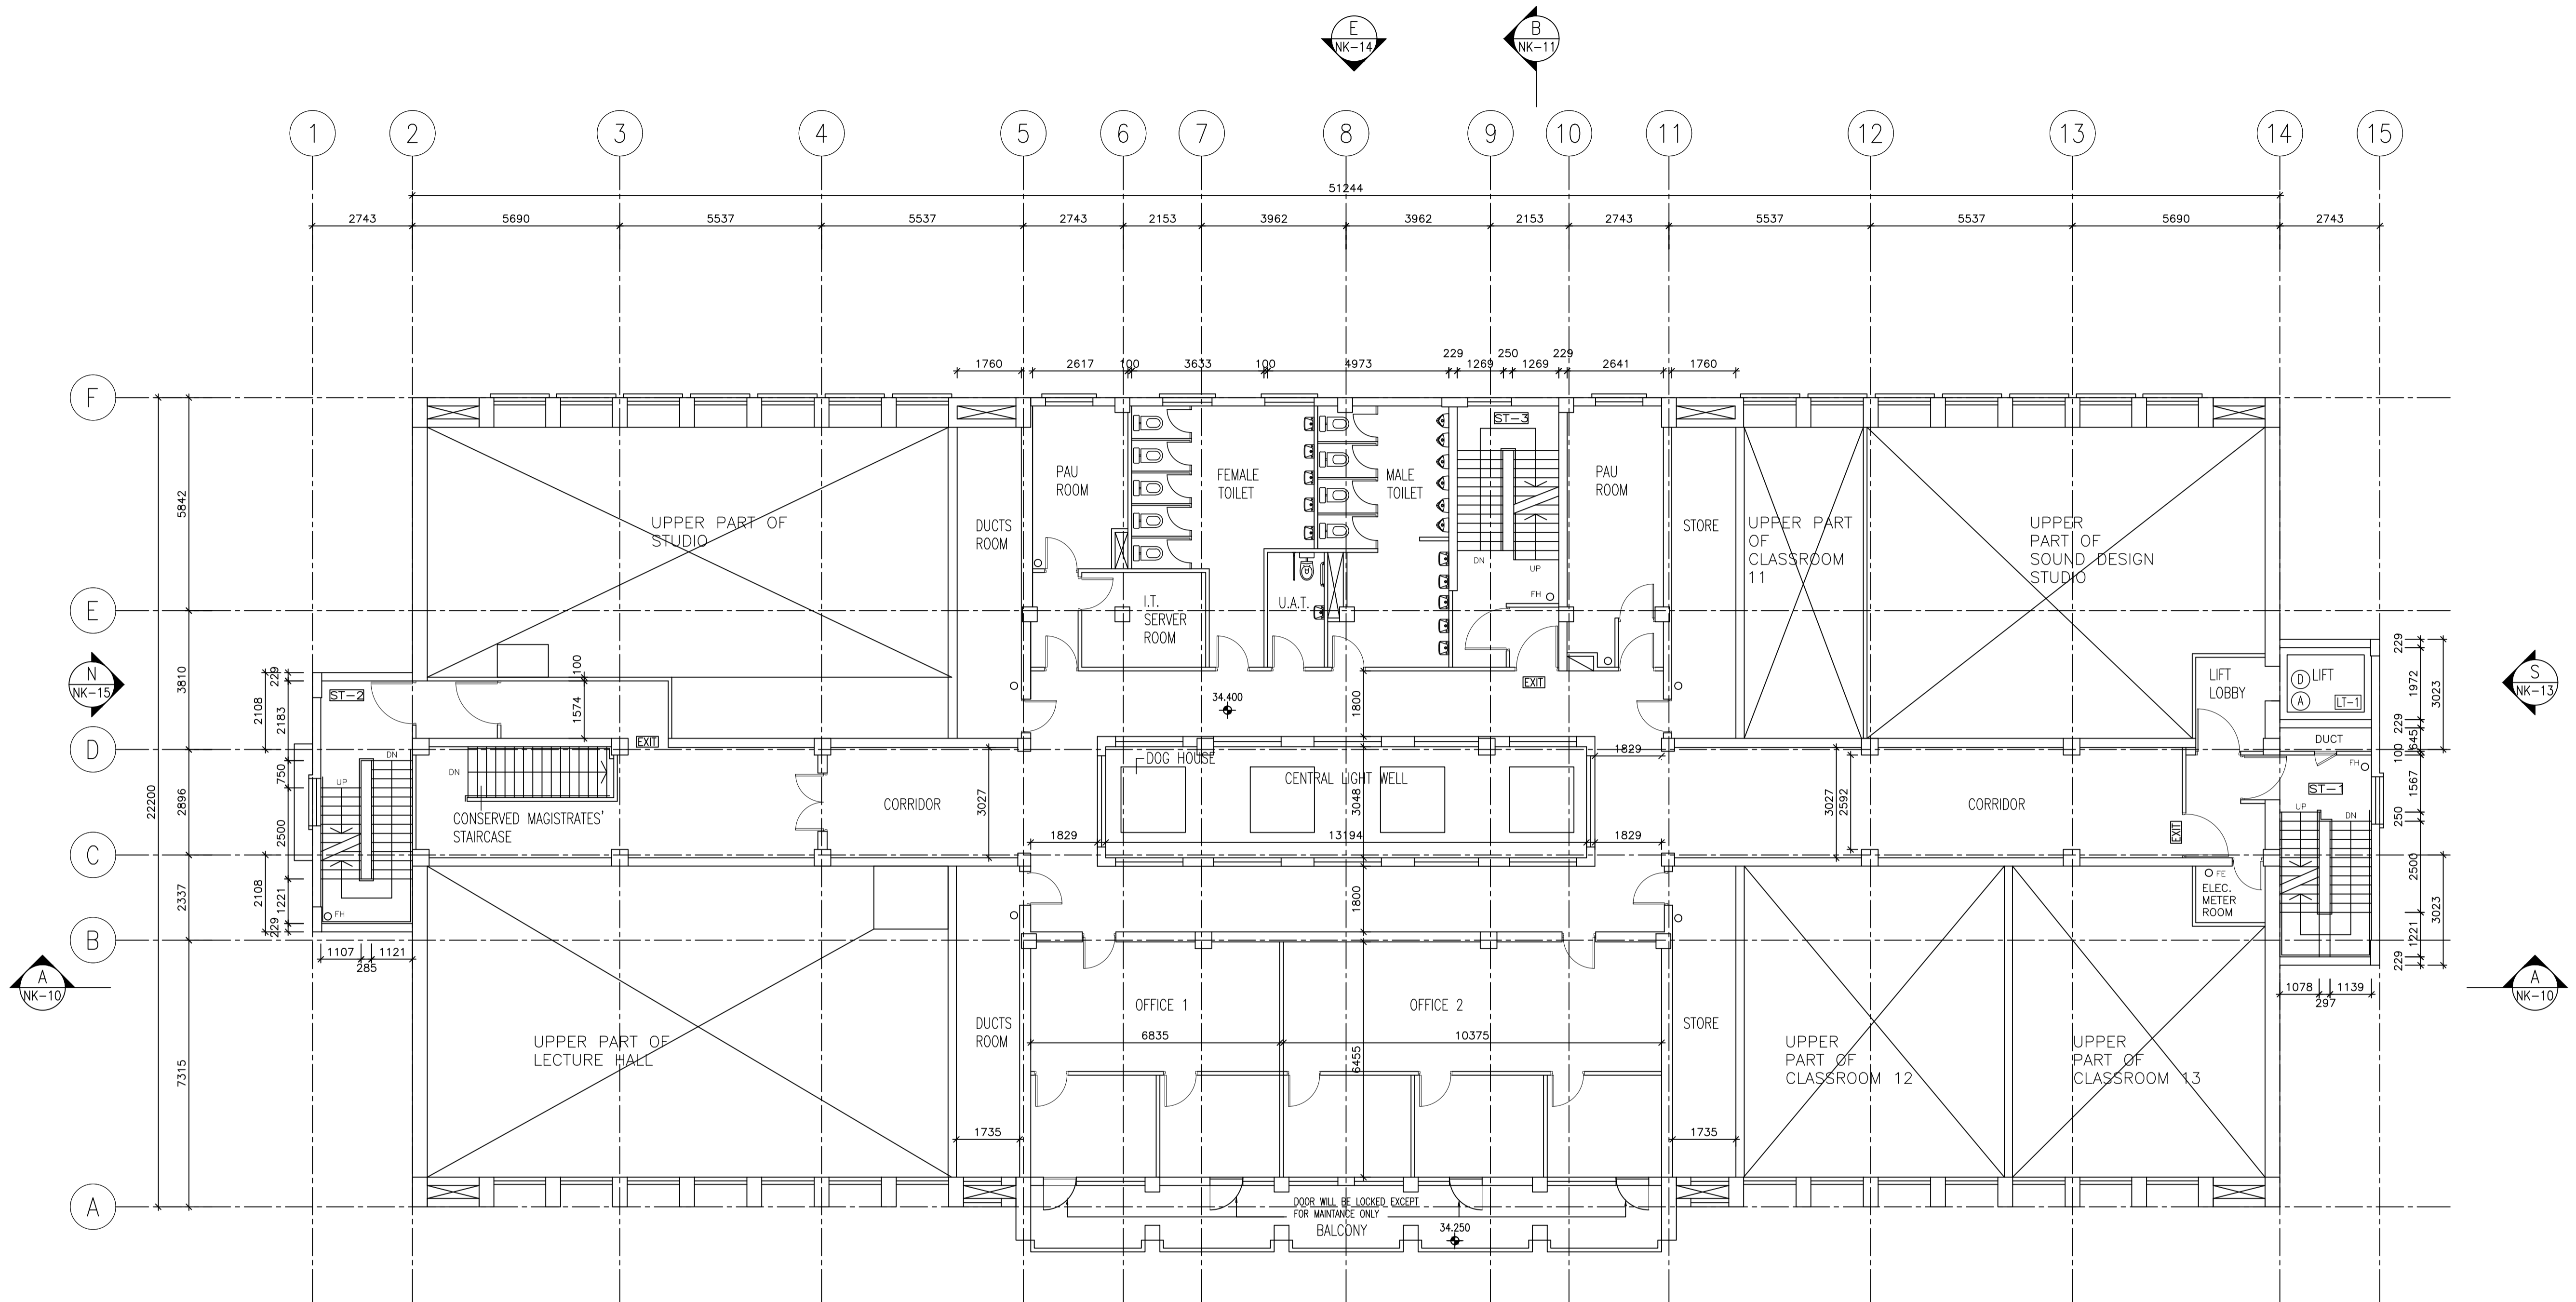 E
NK-14
B
NK-11
1
2
3
4
5
6
7
8
9
10
11
12
13
14
15
51244
2743
5690
5537
5537
2743
2153
3962
3962
2153
2743
5537
5537
5690
2743
229
250
229
1760
2617
100
3633
100
4973
1269
1269
2641
1760
F
E
D
C
B
A
5842
3810
2896
2337
7315
22200
N
NK-15
S
NK-13
A
NK-10
A
NK-10
229
2183
2108
750
2500
2108
1221
229
1107
285
1121
100
1574
ST-2
DN
UP
FH
EXIT
DN
CONSERVED MAGISTRATES'
STAIRCASE
UPPER PART OF
STUDIO
DUCTS
ROOM
PAU
ROOM
FEMALE
TOILET
MALE
TOILET
ST-3
DN
UP
FH
PAU
ROOM
STORE
UPPER PART
OF
CLASSROOM
11
UPPER
PART OF
SOUND DESIGN
STUDIO
I.T.
SERVER
ROOM
U.A.T.
34.400
1800
EXIT
LIFT
LOBBY
D
A
LIFT
LT-1
DUCT
FH
ST-1
UP
DN
EXIT
229
1972
3023
229
645
100
1567
250
2500
3023
1221
229
1078
297
1139
DOG HOUSE
CENTRAL LIGHT WELL
1829
3048
CORRIDOR
3027
1829
13194
1829
3027
2592
CORRIDOR
1800
FE
ELEC.
METER
ROOM
UPPER PART OF
LECTURE HALL
DUCTS
ROOM
OFFICE 1
OFFICE 2
6835
10375
6455
STORE
UPPER
PART OF
CLASSROOM 12
UPPER
PART OF
CLASSROOM 13
1735
1735
DOOR WILL BE LOCKED EXCEPT
FOR MAINTANCE ONLY
BALCONY
34.250